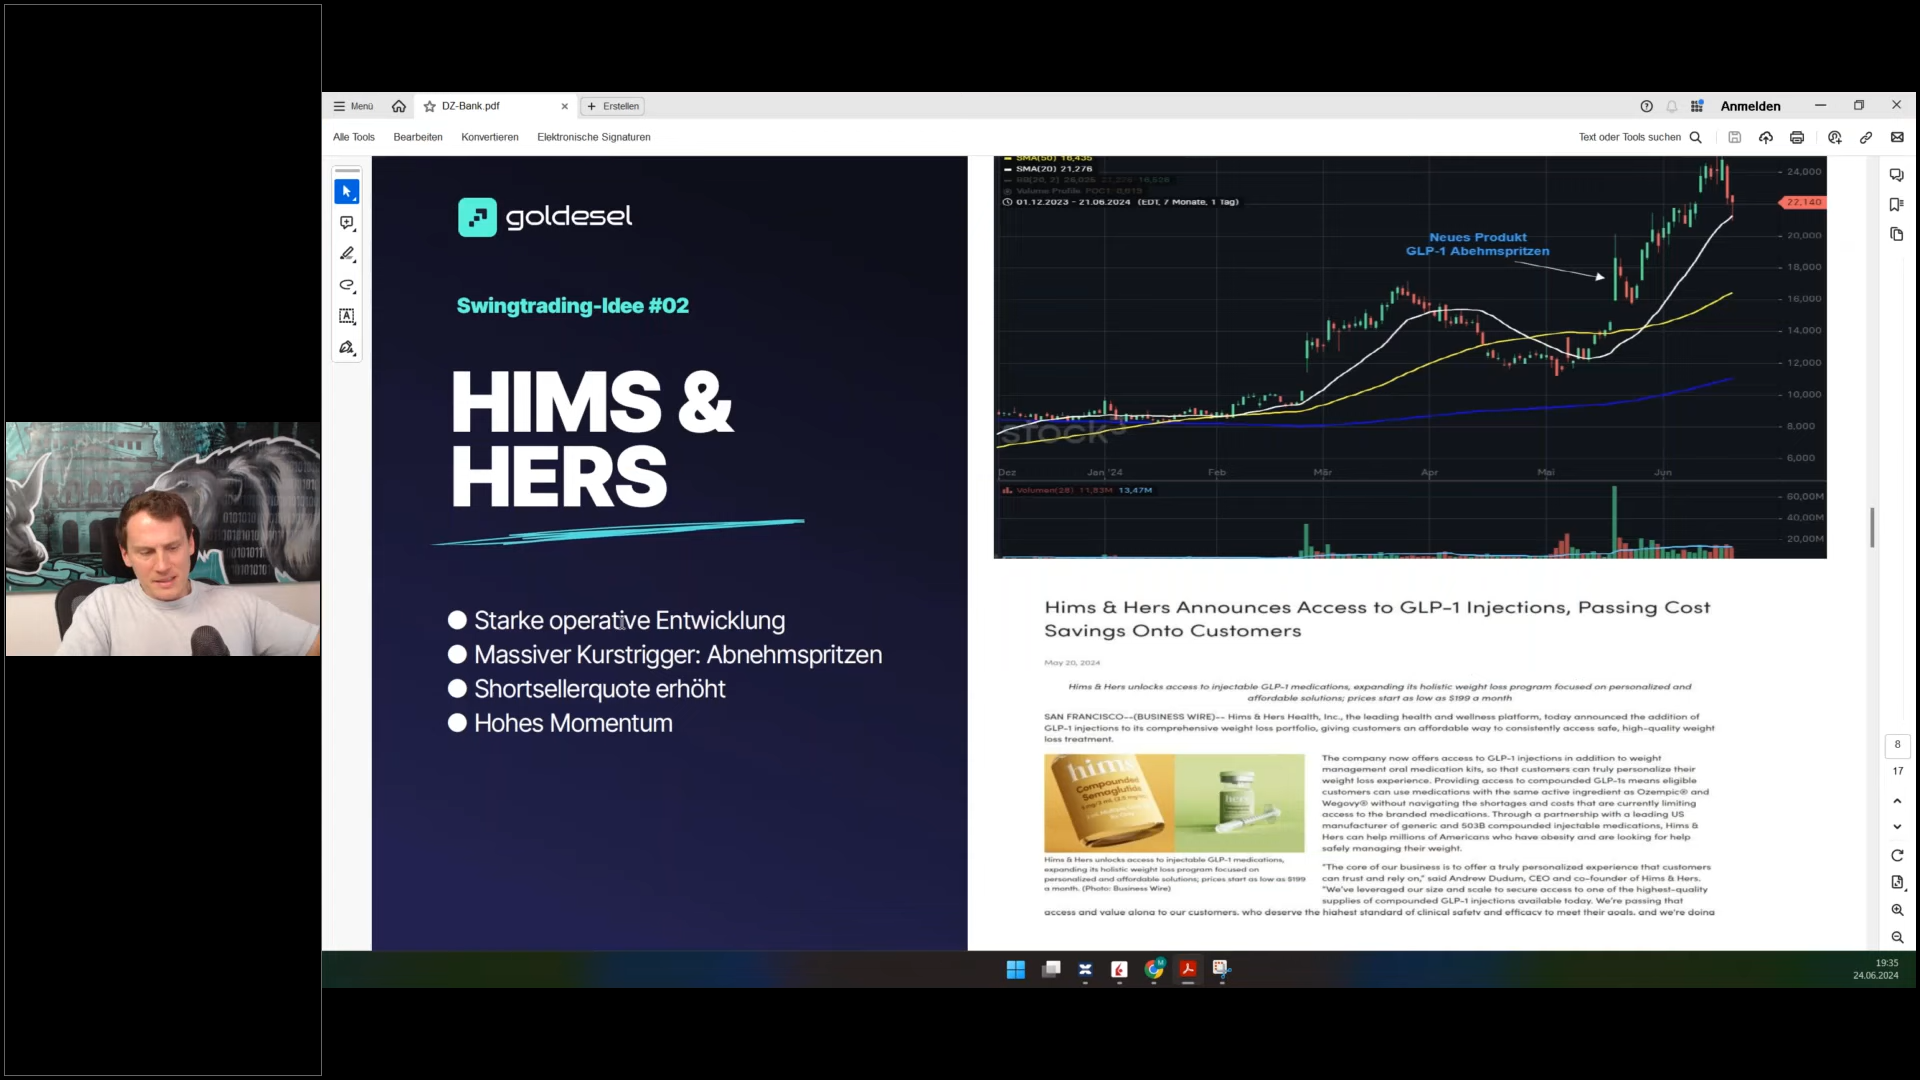 Menü
DZ-Bank.pdf
Erstellen
Anmelden
Alle Tools
Bearbeiten
Konvertieren
Elektronische Signaturen
Text oder Tools suchen
goldesel
Swingtrading-Idee #02
HIMS &
HERS
Starke operative Entwicklung
Massiver Kurstrigger: Abnehmspritzen
Shortsellerquote erhöht
Hohes Momentum
SMA(50) 16,435
SMA(20) 21,276
01.12.2023 - 21.06.2024 (EDT, 7 Monate, 1 Tag)
Neues Produkt
GLP-1 Abehmspritzen
24,000
22,140
20,000
18,000
16,000
14,000
12,000
10,000
8,000
6,000
stock³
Dez
Jan '24
Feb
Mär
Apr
Mai
Jun
Volumen(28) 11,83M 13,47M
60,00M
40,00M
20,00M
Hims & Hers Announces Access to GLP-1 Injections, Passing Cost
Savings Onto Customers
May 20, 2024
Hims & Hers unlocks access to injectable GLP-1 medications, expanding its holistic weight loss program focused on personalized and
affordable solutions; prices start as low as $199 a month
SAN FRANCISCO--(BUSINESS WIRE)-- Hims & Hers Health, Inc., the leading health and wellness platform, today announced the addition of
GLP-1 injections to its comprehensive weight loss portfolio, giving customers an affordable way to consistently access safe, high-quality weight
loss treatment.
hims
Compounded
Semaglutide
hers
Hims & Hers unlocks access to injectable GLP-1 medications,
expanding its holistic weight loss program focused on
personalized and affordable solutions; prices start as low as $199
a month. (Photo: Business Wire)
The company now offers access to GLP-1 injections in addition to weight
management oral medication kits, so that customers can truly personalize their
weight loss experience. Providing access to compounded GLP-1s means eligible
customers can use medications with the same active ingredient as Ozempic® and
Wegovy® without navigating the shortages and costs that are currently limiting
access to the branded medications. Through a partnership with a leading US
manufacturer of generic and 503B compounded injectable medications, Hims &
Hers can help millions of Americans who have obesity and are looking for help
safely managing their weight.
"The core of our business is to offer a truly personalized experience that customers
can trust and rely on," said Andrew Dudum, CEO and co-founder of Hims & Hers.
"We've leveraged our size and scale to secure access to one of the highest-quality
supplies of compounded GLP-1 injections available today. We're passing that
access and value along to our customers, who deserve the highest standard of clinical safety and efficacy to meet their goals, and we're doing
8
17
19:35
24.06.2024